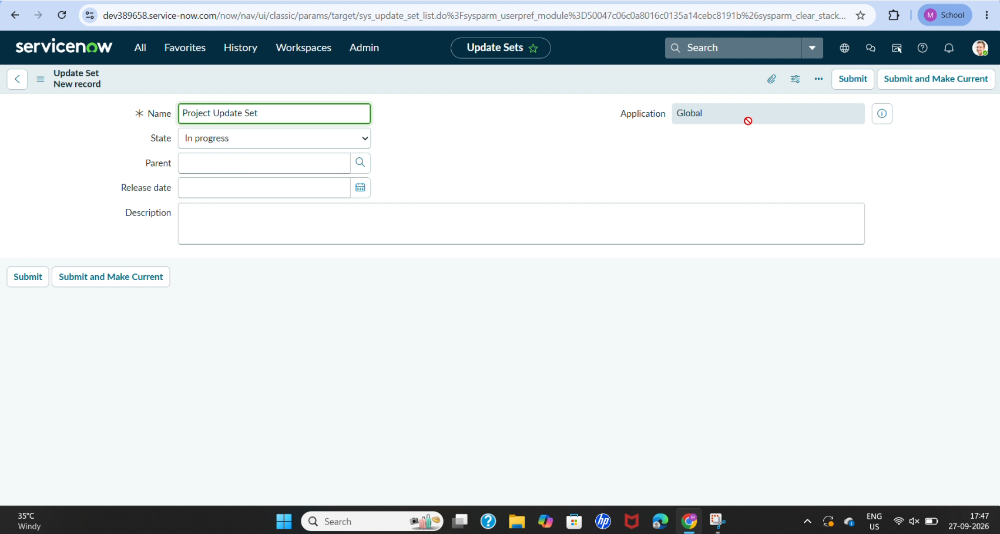 dev389658.service-now.com/now/nav/ui/classic/params/target/sys_update_set_list.do%3Fsysparm_userpref_module%3D50047c06c0a8016c0135a14cebc8191b%26sysparm_clear_stack...
M School
servicenow All Favorites History Workspaces Admin Update Sets Search
Update Set
New record
Submit Submit and Make Current
* Name Project Update Set Application Global
State In progress
Parent
Release date
Description
Submit Submit and Make Current
35°C
Windy
Search
ENG
US
17:47
27-09-2026